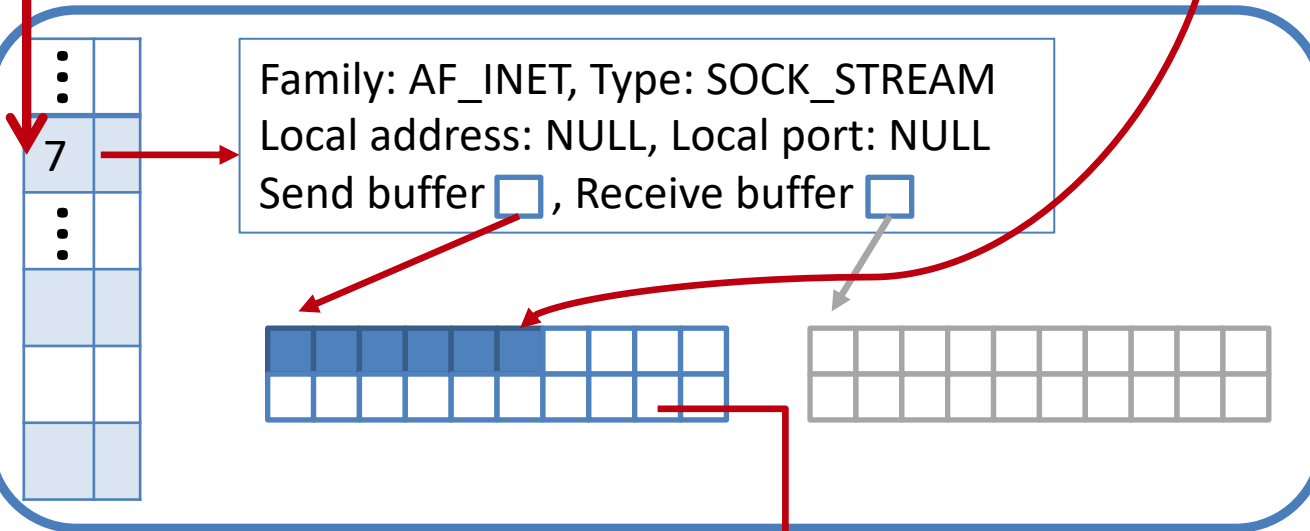 ⋮
7
⋮
Family: AF_INET, Type: SOCK_STREAM
Local address: NULL, Local port: NULL
Send buffer , Receive buffer